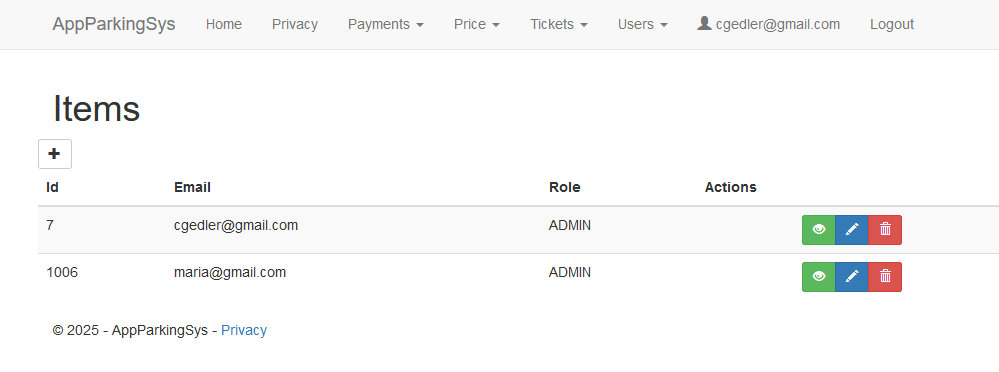 AppParkingSys Home Privacy Payments Price Tickets Users cgedler@gmail.com Logout
Items
Id Email Role Actions
7 cgedler@gmail.com ADMIN
1006 maria@gmail.com ADMIN
© 2025 - AppParkingSys - Privacy